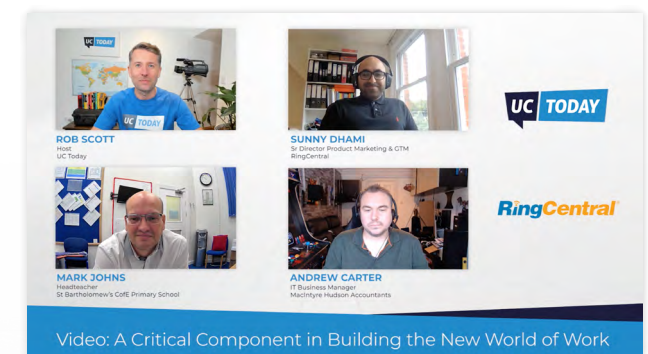 UC TODAY
UC TODAY
ROB SCOTT
Host
UC Today
SUNNY DHAMI
Sr Director Product Marketing & GTM
RingCentral
UC TODAY
MARK JOHNS
Headteacher
St Bartholomew's CofE Primary School
ANDREW CARTER
IT Business Manager
MacIntyre Hudson Accountants
RingCentral
Video: A Critical Component in Building the New World of Work